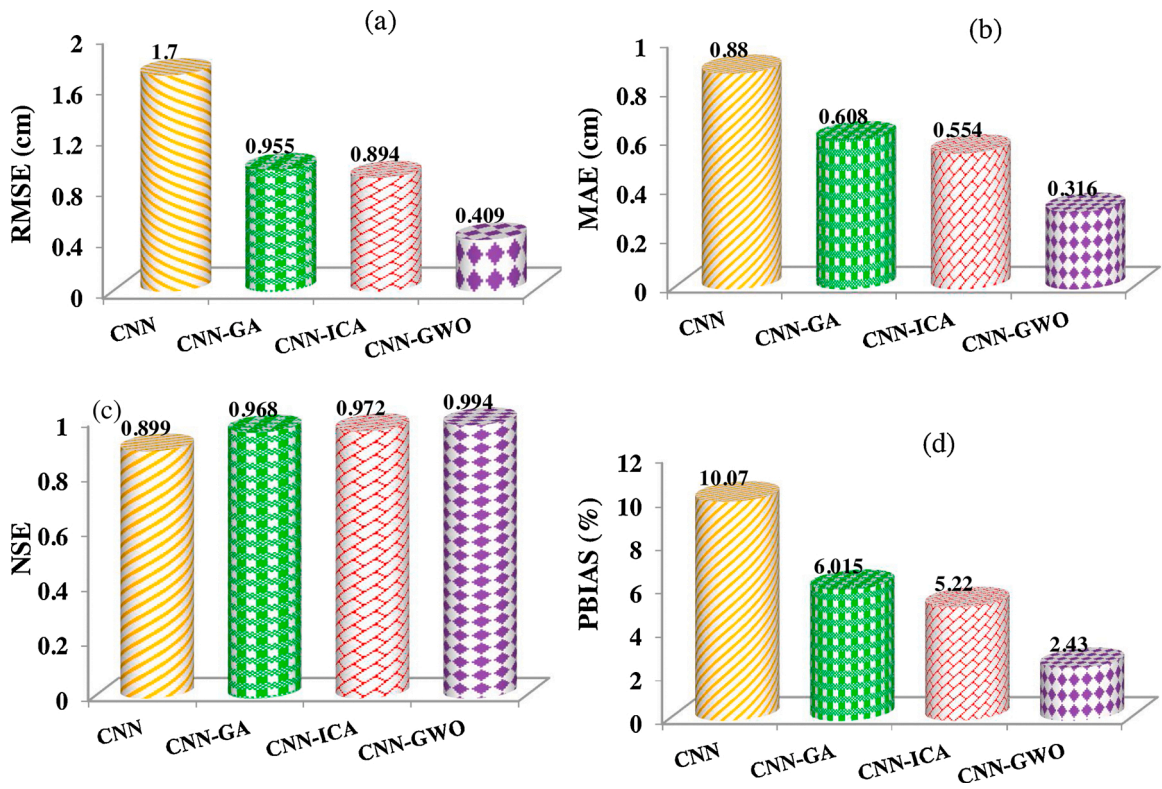 (a)
RMSE (cm)
2
1.6
1.2
0.8
0.4
0
1.7
0.955
0.894
0.409
CNN
CNN-GA
CNN-ICA
CNN-GWO
(b)
MAE (cm)
1
0.8
0.6
0.4
0.2
0
0.88
0.608
0.554
0.316
CNN
CNN-GA
CNN-ICA
CNN-GWO
(c)
NSE
1
0.8
0.6
0.4
0.2
0
0.899
0.968
0.972
0.994
CNN
CNN-GA
CNN-ICA
CNN-GWO
(d)
PBIAS (%)
12
10
8
6
4
2
0
10.07
6.015
5.22
2.43
CNN
CNN-GA
CNN-ICA
CNN-GWO